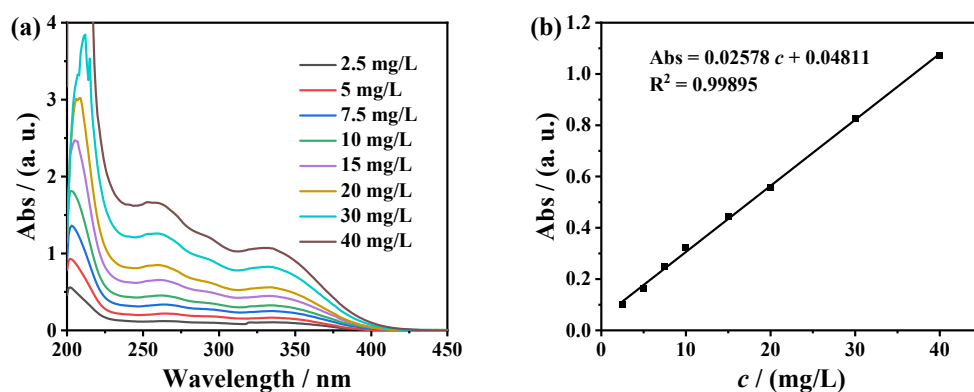 (a)
Abs / (a. u.)
4
3
2
1
0
200 250 300 350 400 450
Wavelength / nm
2.5 mg/L
5 mg/L
7.5 mg/L
10 mg/L
15 mg/L
20 mg/L
30 mg/L
40 mg/L
(b)
Abs / (a. u.)
1.2
1.0
0.8
0.6
0.4
0.2
0.0
0 10 20 30 40
c / (mg/L)
Abs = 0.02578 c + 0.04811
R² = 0.99895